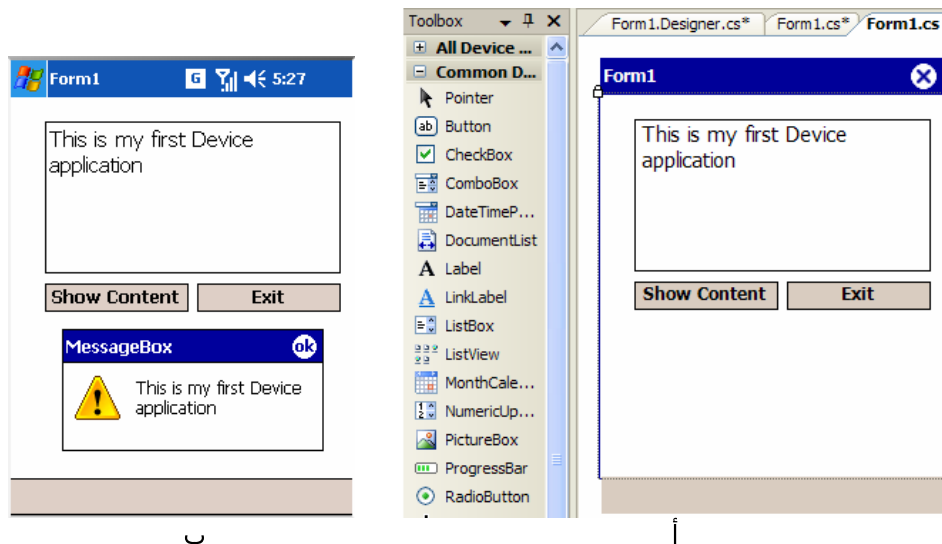 Form1
G
5:27
This is my first Device
application
Show Content
Exit
MessageBox
ok
This is my first Device
application
Toolbox
All Device ...
Common D...
Pointer
ab Button
CheckBox
ComboBox
DateTimeP...
DocumentList
A Label
A LinkLabel
ListBox
ListView
MonthCale...
NumericUp...
PictureBox
ProgressBar
RadioButton
Form1.Designer.cs*
Form1.cs*
Form1.cs
Form1
This is my first Device
application
Show Content
Exit
أ
ب